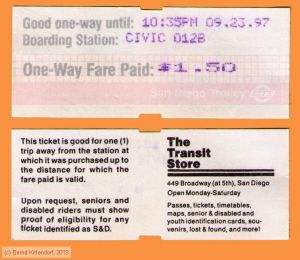 Good one-way until: 10:35PM 09.23.97
Boarding Station: CIVIC 012B
One-Way Fare Paid: $1.50
San Diego Trolley
This ticket is good for one (1)
trip away from the station at
which it was purchased up to
the distance for which the
fare paid is valid.
Upon request, seniors and
disabled riders must show
proof of eligibility for any
ticket identified as S&D.
The
Transit
Store
449 Broadway (at 5th), San Diego
Open Monday-Saturday
Passes, tickets, timetables,
maps, senior & disabled and
youth identification cards, sou-
venirs, lost & found, and more!
(c) Bernd Kittendorf, 2018